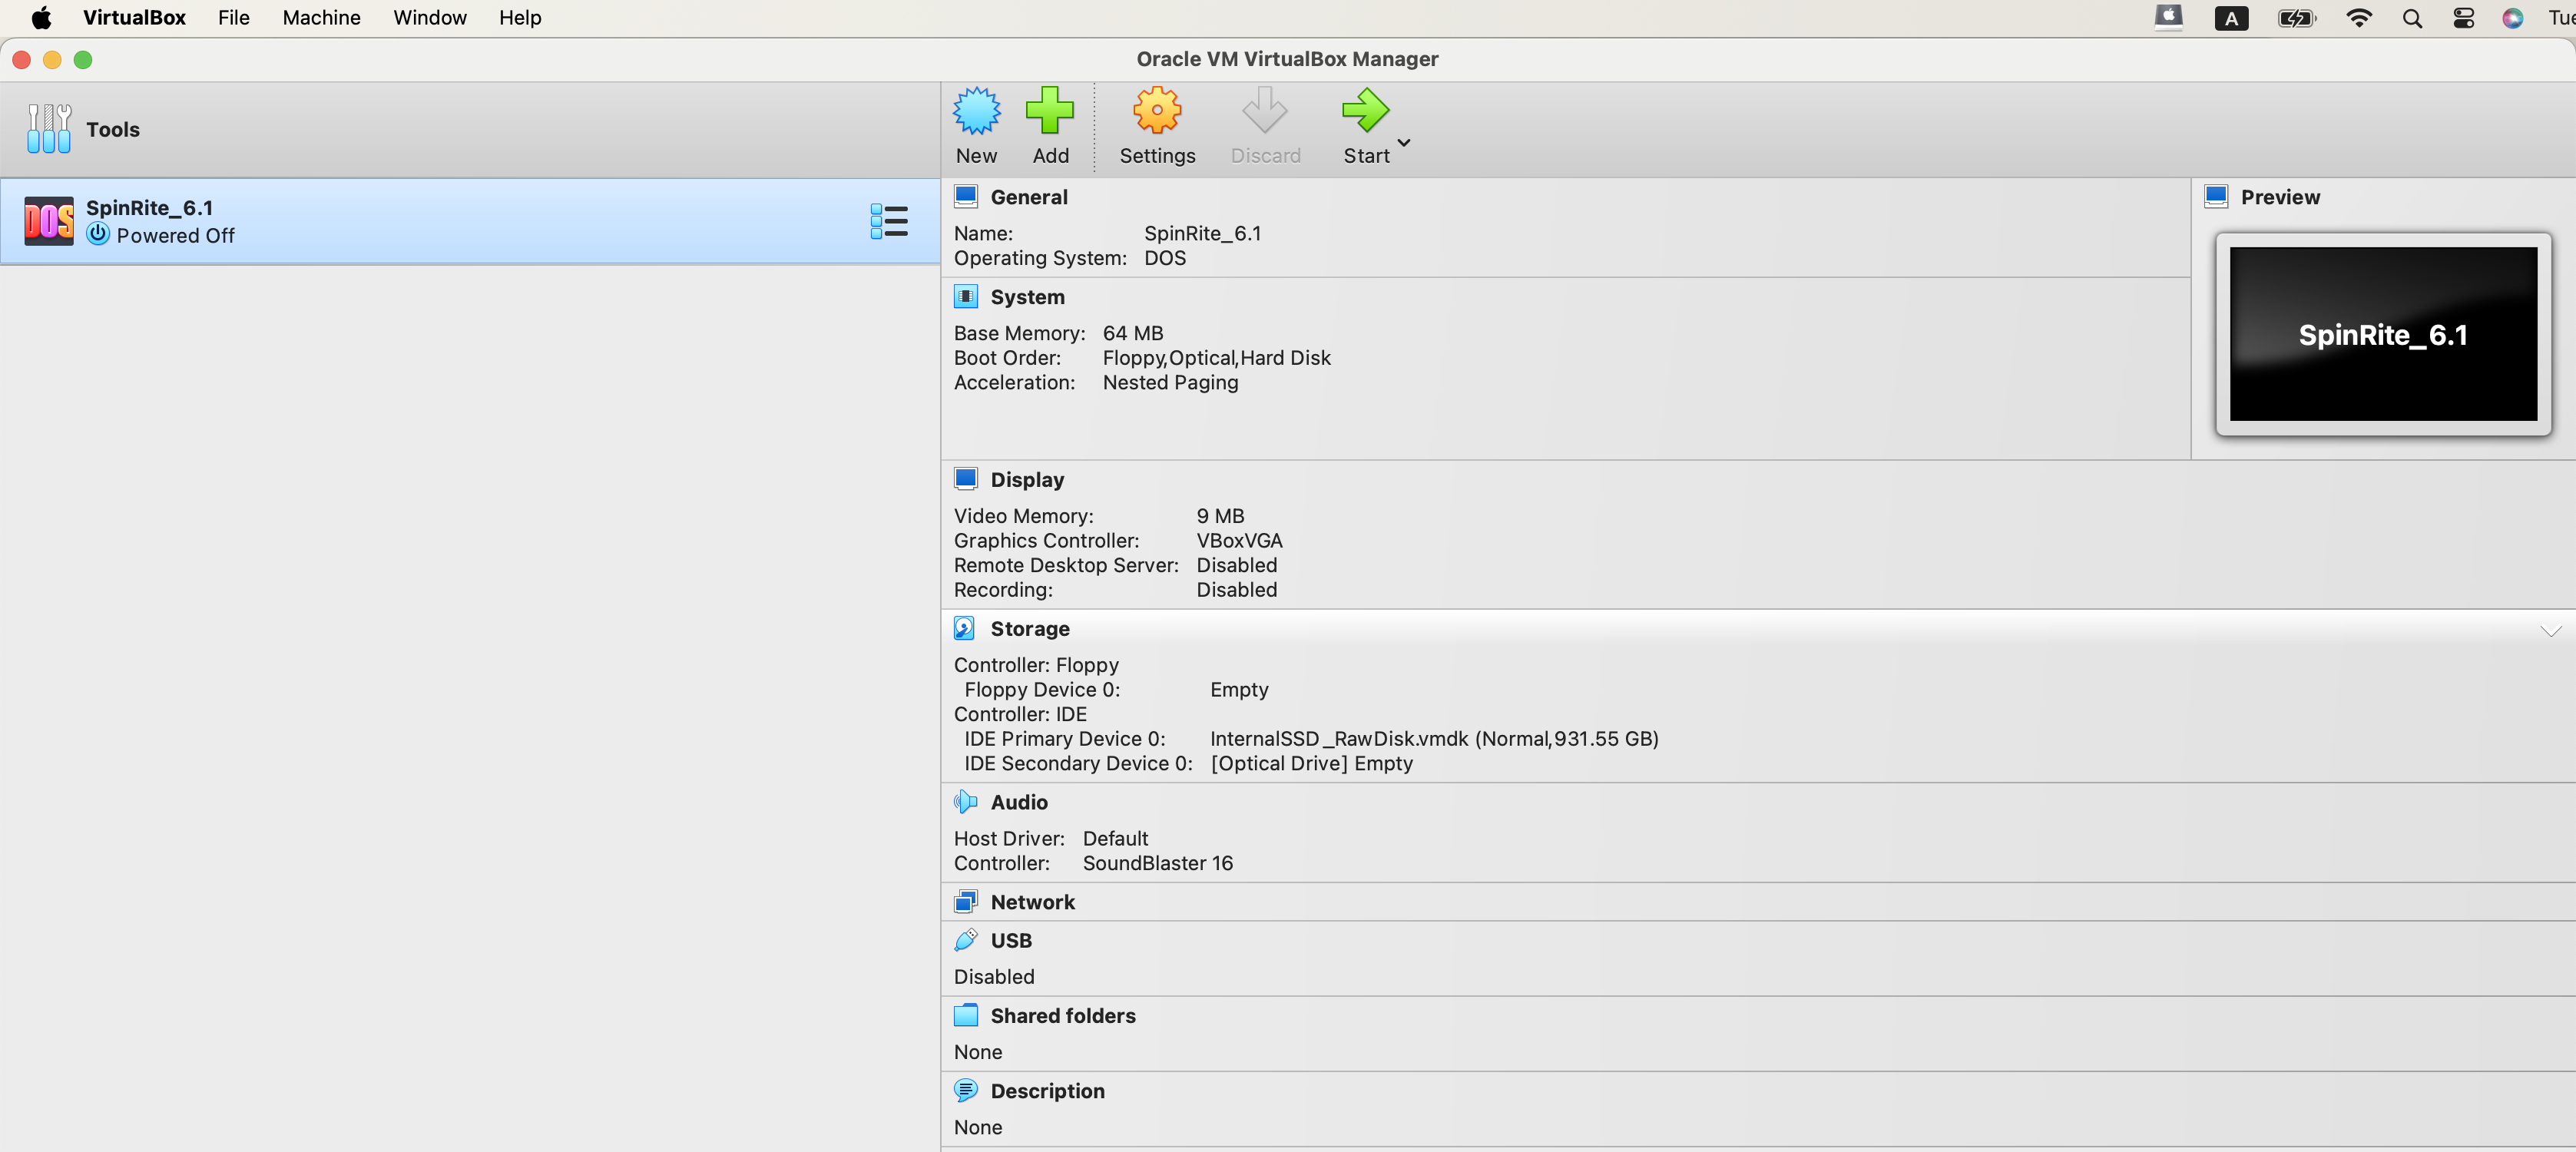 VirtualBox File Machine Window Help A Tue
Oracle VM VirtualBox Manager
Tools
New Add Settings Discard Start
DOS SpinRite_6.1
Powered Off
General
Name: SpinRite_6.1
Operating System: DOS
System
Base Memory: 64 MB
Boot Order: Floppy,Optical,Hard Disk
Acceleration: Nested Paging
Preview
SpinRite_6.1
Display
Video Memory: 9 MB
Graphics Controller: VBoxVGA
Remote Desktop Server: Disabled
Recording: Disabled
Storage
Controller: Floppy
Floppy Device 0: Empty
Controller: IDE
IDE Primary Device 0: InternalSSD_RawDisk.vmdk (Normal,931.55 GB)
IDE Secondary Device 0: [Optical Drive] Empty
Audio
Host Driver: Default
Controller: SoundBlaster 16
Network
USB
Disabled
Shared folders
None
Description
None